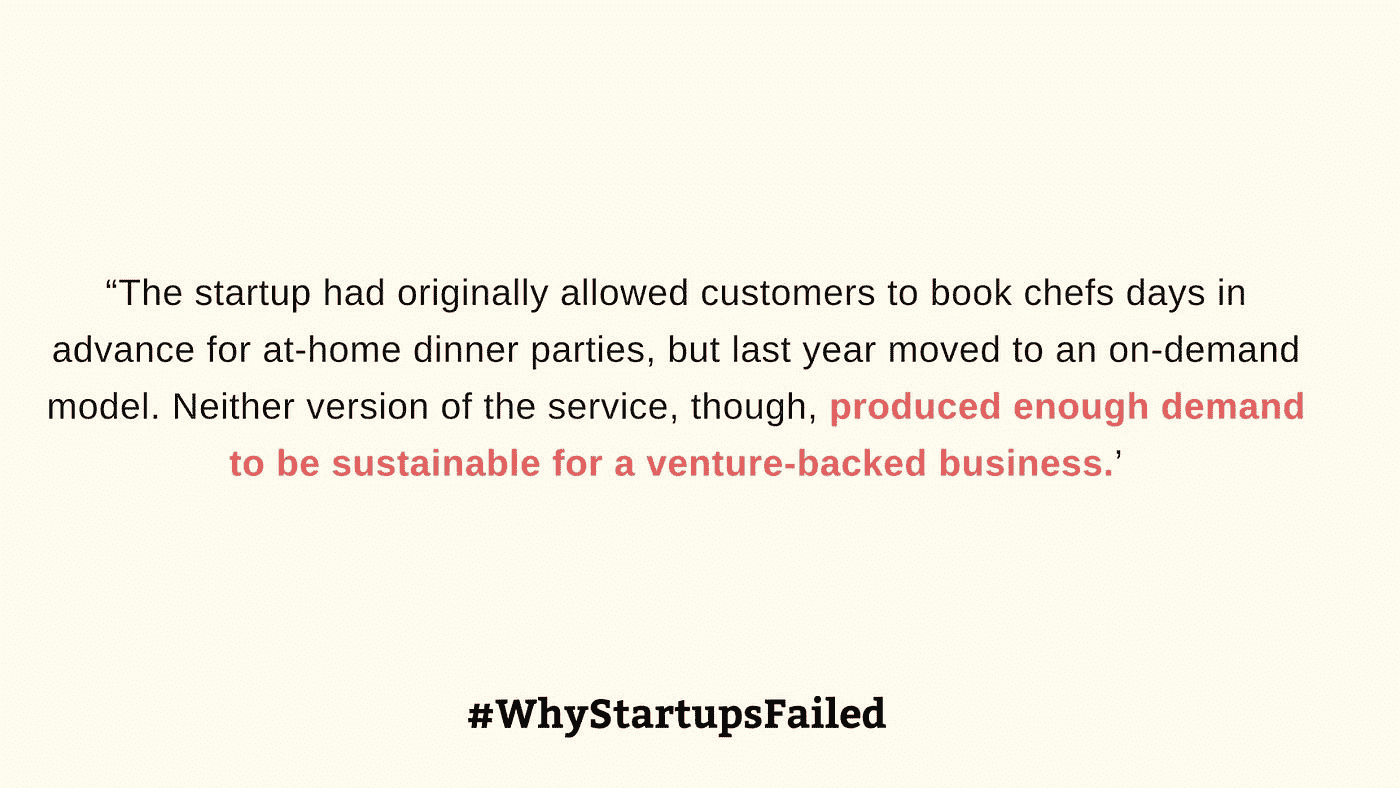 “The startup had originally allowed customers to book chefs days in
advance for at-home dinner parties, but last year moved to an on-demand
model. Neither version of the service, though, produced enough demand
to be sustainable for a venture-backed business.’
#WhyStartupsFailed